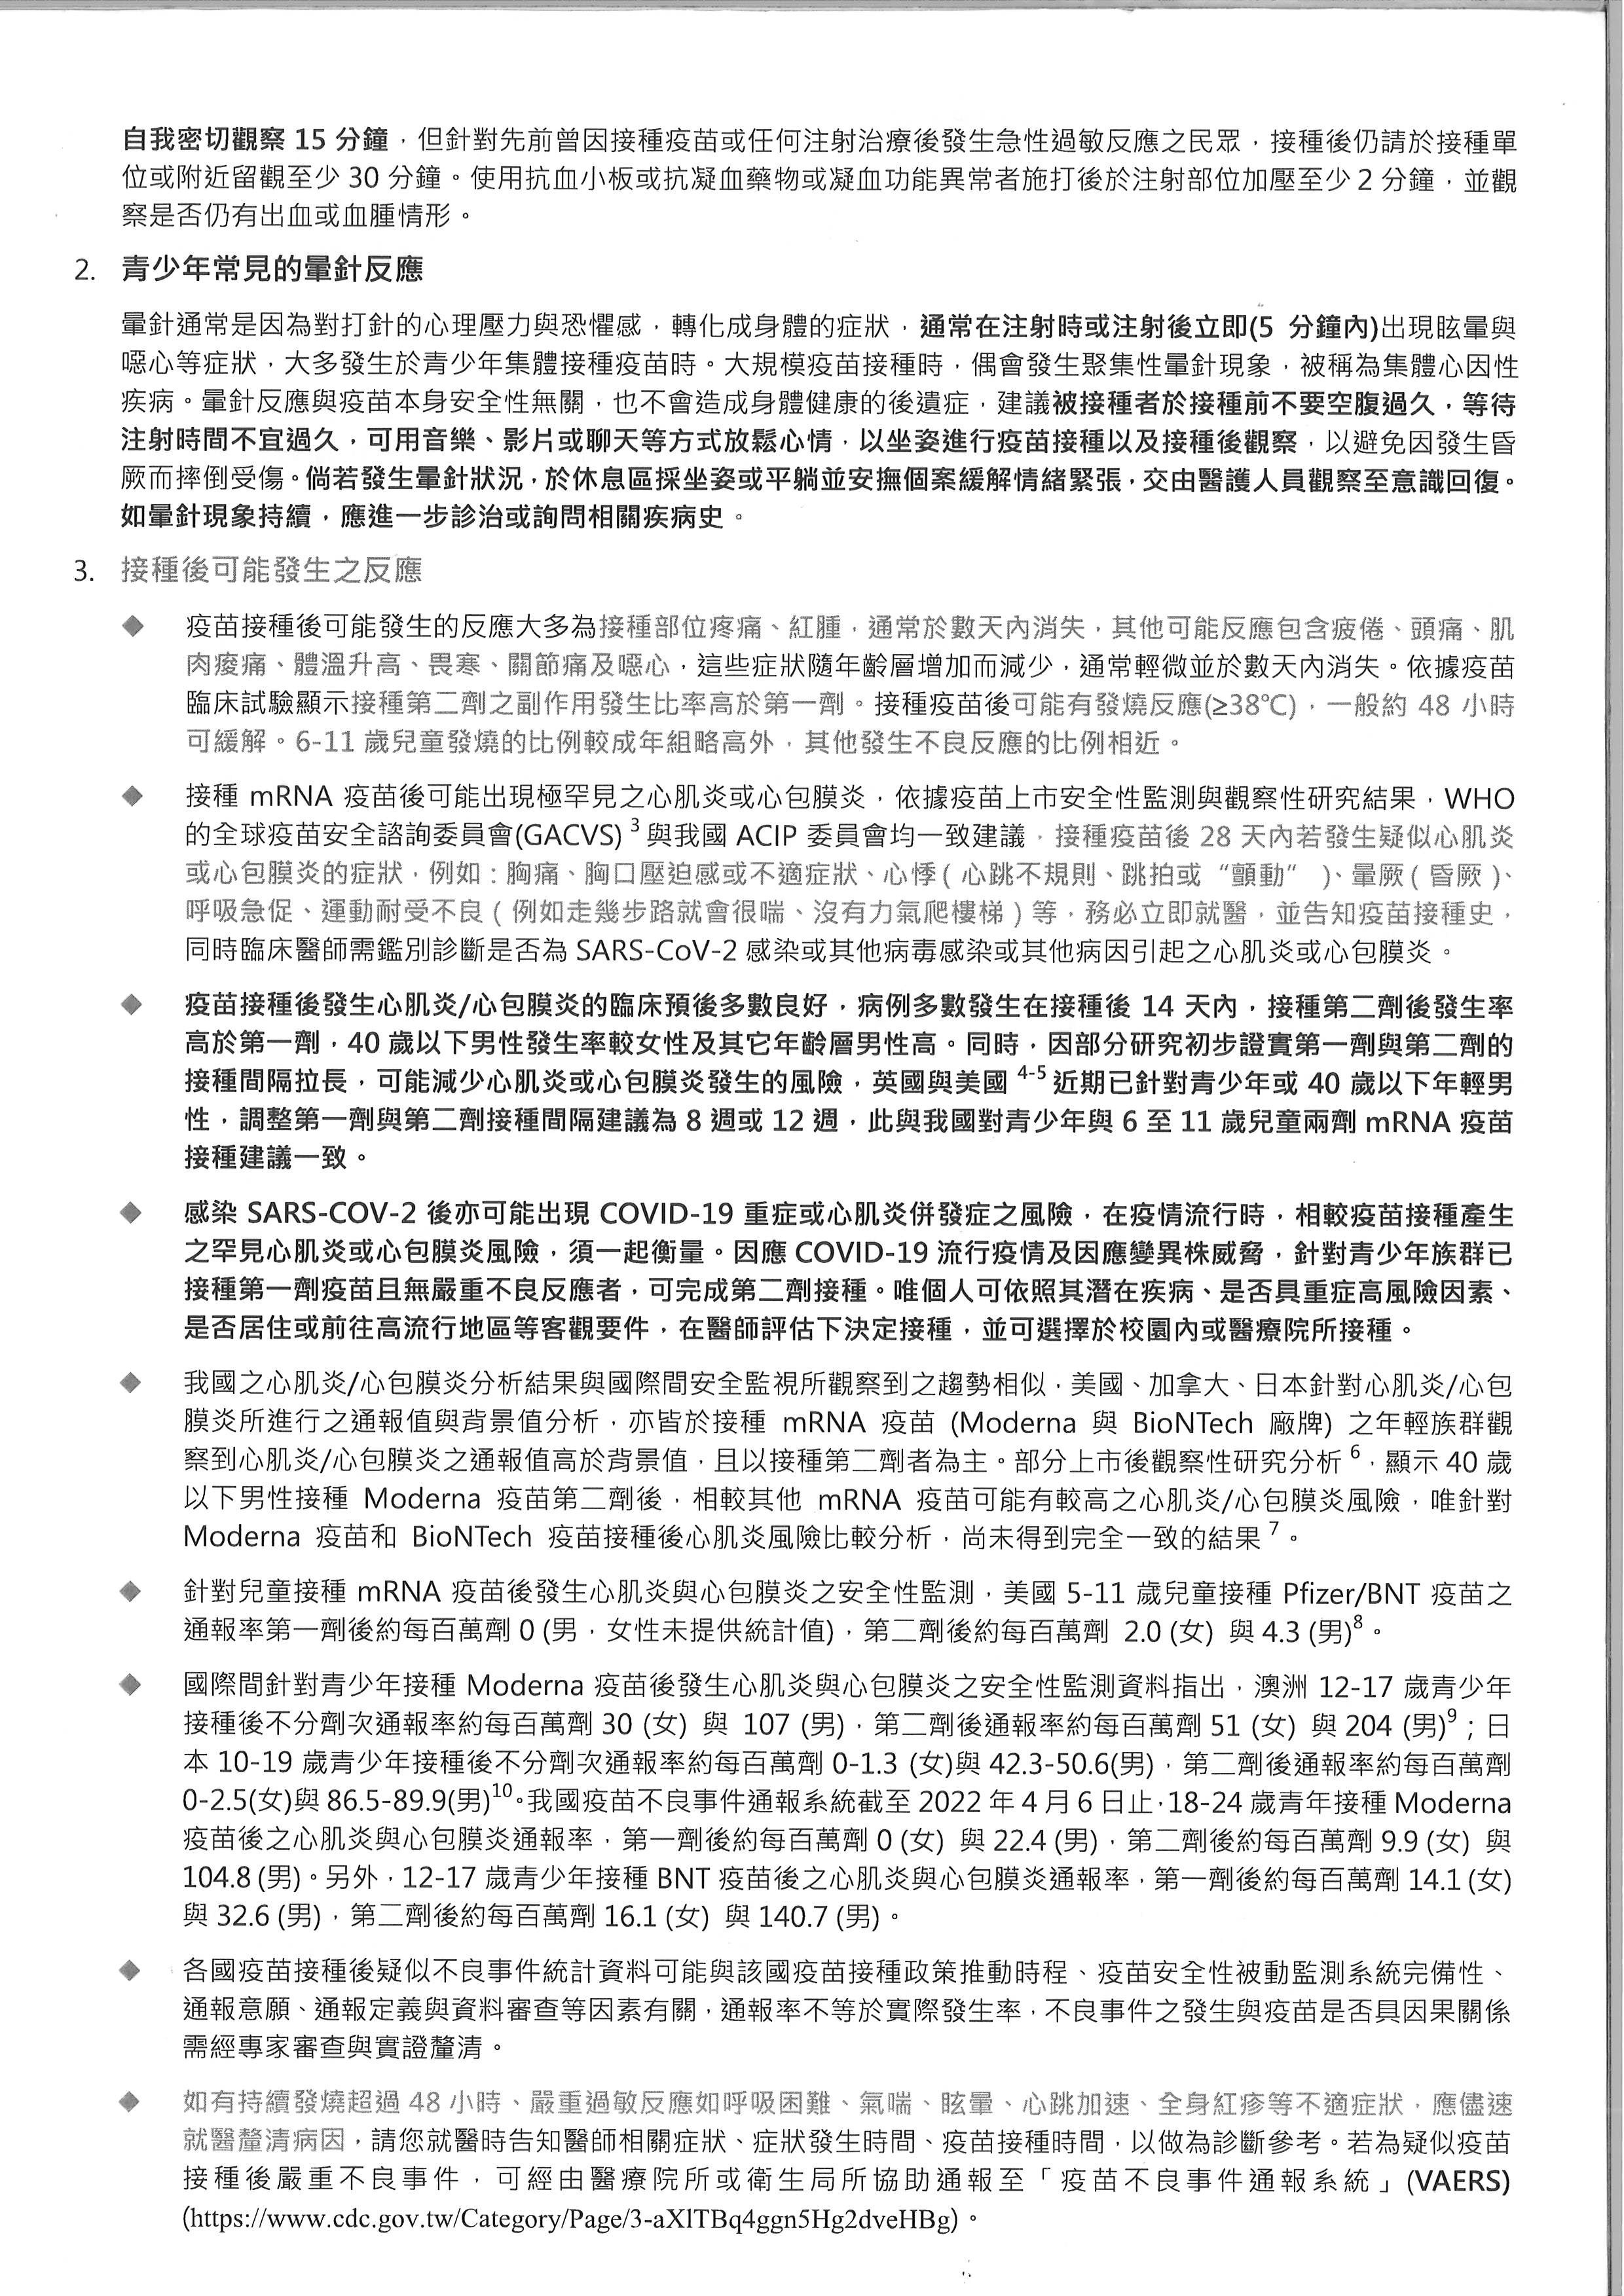 自我密切觀察 15 分鐘，但針對先前曾因接種疫苗或任何注射治療後發生急性過敏反應之民眾，接種後仍請於接種單
位或附近留觀至少 30 分鐘。使用抗血小板或抗凝血藥物或凝血功能異常者施打後於注射部位加壓至少 2 分鐘，並觀
察是否仍有出血或血腫情形。
2. 青少年常見的暈針反應
暈針通常是因為對打針的心理壓力與恐懼感，轉化成身體的症狀，通常在注射時或注射後立即(5 分鐘內)出現眩暈與
噁心等症狀，大多發生於青少年集體接種疫苗時。大規模疫苗接種時，偶會發生聚集性暈針現象，被稱為集體心因性
疾病。暈針反應與疫苗本身安全性無關，也不會造成身體健康的後遺症，建議被接種者於接種前不要空腹過久，等待
注射時間不宜過久，可用音樂、影片或聊天等方式放鬆心情，以坐姿進行疫苗接種以及接種後觀察，以避免因發生昏
厥而摔倒受傷。倘若發生暈針狀況，於休息區採坐姿或平躺並安撫個案緩解情緒緊張，交由醫護人員觀察至意識回復。
如暈針現象持續，應進一步診治或詢問相關疾病史。
3. 接種後可能發生之反應
◆ 疫苗接種後可能發生的反應大多為接種部位疼痛、紅腫，通常於數天內消失，其他可能反應包含疲倦、頭痛、肌
肉痠痛、體溫升高、畏寒、關節痛及噁心，這些症狀隨年齡層增加而減少，通常輕微並於數天內消失。依據疫苗
臨床試驗顯示接種第二劑之副作用發生比率高於第一劑。接種疫苗後可能有發燒反應(≥38℃)，一般約 48 小時
可緩解。6-11 歲兒童發燒的比例較成年組略高外，其他發生不良反應的比例相近。
◆ 接種 mRNA 疫苗後可能出現極罕見之心肌炎或心包膜炎，依據疫苗上市安全性監測與觀察性研究結果，WHO
的全球疫苗安全諮詢委員會(GACVS) 3 與我國 ACIP 委員會均一致建議，接種疫苗後 28 天內若發生疑似心肌炎
或心包膜炎的症狀，例如：胸痛、胸口壓迫感或不適症狀、心悸（心跳不規則、跳拍或“顫動”）、暈厥（昏厥）、
呼吸急促、運動耐受不良（例如走幾步路就會很喘、沒有力氣爬樓梯）等，務必立即就醫，並告知疫苗接種史，
同時臨床醫師需鑑別診斷是否為 SARS-CoV-2 感染或其他病毒感染或其他病因引起之心肌炎或心包膜炎。
◆ 疫苗接種後發生心肌炎/心包膜炎的臨床預後多數良好，病例多數發生在接種後 14 天內，接種第二劑後發生率
高於第一劑，40 歲以下男性發生率較女性及其它年齡層男性高。同時，因部分研究初步證實第一劑與第二劑的
接種間隔拉長，可能減少心肌炎或心包膜炎發生的風險，英國與美國 4-5 近期已針對青少年或 40 歲以下年輕男
性，調整第一劑與第二劑接種間隔建議為 8 週或 12 週，此與我國對青少年與 6 至 11 歲兒童兩劑 mRNA 疫苗
接種建議一致。
◆ 感染 SARS-COV-2 後亦可能出現 COVID-19 重症或心肌炎併發症之風險，在疫情流行時，相較疫苗接種產生
之罕見心肌炎或心包膜炎風險，須一起衡量。因應 COVID-19 流行疫情及因應變異株威脅，針對青少年族群已
接種第一劑疫苗且無嚴重不良反應者，可完成第二劑接種。唯個人可依照其潛在疾病、是否具重症高風險因素、
是否居住或前往高流行地區等客觀要件，在醫師評估下決定接種，並可選擇於校園內或醫療院所接種。
◆ 我國之心肌炎/心包膜炎分析結果與國際間安全監視所觀察到之趨勢相似，美國、加拿大、日本針對心肌炎/心包
膜炎所進行之通報值與背景值分析，亦皆於接種 mRNA 疫苗 (Moderna 與 BioNTech 廠牌) 之年輕族群觀
察到心肌炎/心包膜炎之通報值高於背景值，且以接種第二劑者為主。部分上市後觀察性研究分析 6，顯示 40 歲
以下男性接種 Moderna 疫苗第二劑後，相較其他 mRNA 疫苗可能有較高之心肌炎/心包膜炎風險，唯針對
Moderna 疫苗和 BioNTech 疫苗接種後心肌炎風險比較分析，尚未得到完全一致的結果 7。
◆ 針對兒童接種 mRNA 疫苗後發生心肌炎與心包膜炎之安全性監測，美國 5-11 歲兒童接種 Pfizer/BNT 疫苗之
通報率第一劑後約每百萬劑 0 (男，女性未提供統計值)，第二劑後約每百萬劑 2.0 (女) 與 4.3 (男)8。
◆ 國際間針對青少年接種 Moderna 疫苗後發生心肌炎與心包膜炎之安全性監測資料指出，澳洲 12-17 歲青少年
接種後不分劑次通報率約每百萬劑 30 (女) 與 107 (男)，第二劑後通報率約每百萬劑 51 (女) 與 204 (男)9；日
本 10-19 歲青少年接種後不分劑次通報率約每百萬劑 0-1.3 (女)與 42.3-50.6(男)，第二劑後通報率約每百萬劑
0-2.5(女)與 86.5-89.9(男)10。我國疫苗不良事件通報系統截至 2022 年 4 月 6 日止，18-24 歲青年接種 Moderna
疫苗後之心肌炎與心包膜炎通報率，第一劑後約每百萬劑 0 (女) 與 22.4 (男)，第二劑後約每百萬劑 9.9 (女) 與
104.8 (男)。另外，12-17 歲青少年接種 BNT 疫苗後之心肌炎與心包膜炎通報率，第一劑後約每百萬劑 14.1 (女)
與 32.6 (男)，第二劑後約每百萬劑 16.1 (女) 與 140.7 (男)。
◆ 各國疫苗接種後疑似不良事件統計資料可能與該國疫苗接種政策推動時程、疫苗安全性被動監測系統完備性、
通報意願、通報定義與資料審查等因素有關，通報率不等於實際發生率，不良事件之發生與疫苗是否具因果關係
需經專家審查與實證釐清。
◆ 如有持續發燒超過 48 小時、嚴重過敏反應如呼吸困難、氣喘、眩暈、心跳加速、全身紅疹等不適症狀，應儘速
就醫釐清病因，請您就醫時告知醫師相關症狀、症狀發生時間、疫苗接種時間，以做為診斷參考。若為疑似疫苗
接種後嚴重不良事件，可經由醫療院所或衛生局所協助通報至「疫苗不良事件通報系統」(VAERS)
(https://www.cdc.gov.tw/Category/Page/3-aXlTBq4ggn5Hg2dveHBg)。